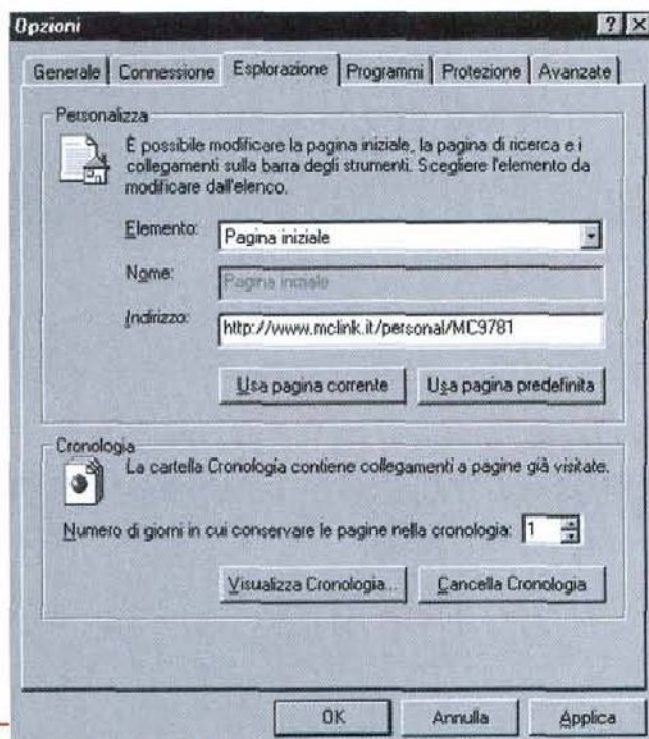 Opzioni
Generale Connessione Esplorazione Programmi Protezione Avanzate
Personalizza
È possibile modificare la pagina iniziale, la pagina di ricerca e i
collegamenti sulla barra degli strumenti. Scegliere l'elemento da
modificare dall'elenco.
Elemento: Pagina iniziale
Nome: Pagina iniziale
Indirizzo: http://www.mclink.it/personal/MC9781
Usa pagina corrente Usa pagina predefinita
Cronologia
La cartella Cronologia contiene collegamenti a pagine già visitate.
Numero di giorni in cui conservare le pagine nella cronologia: 1
Visualizza Cronologia... Cancella Cronologia
OK Annulla Applica